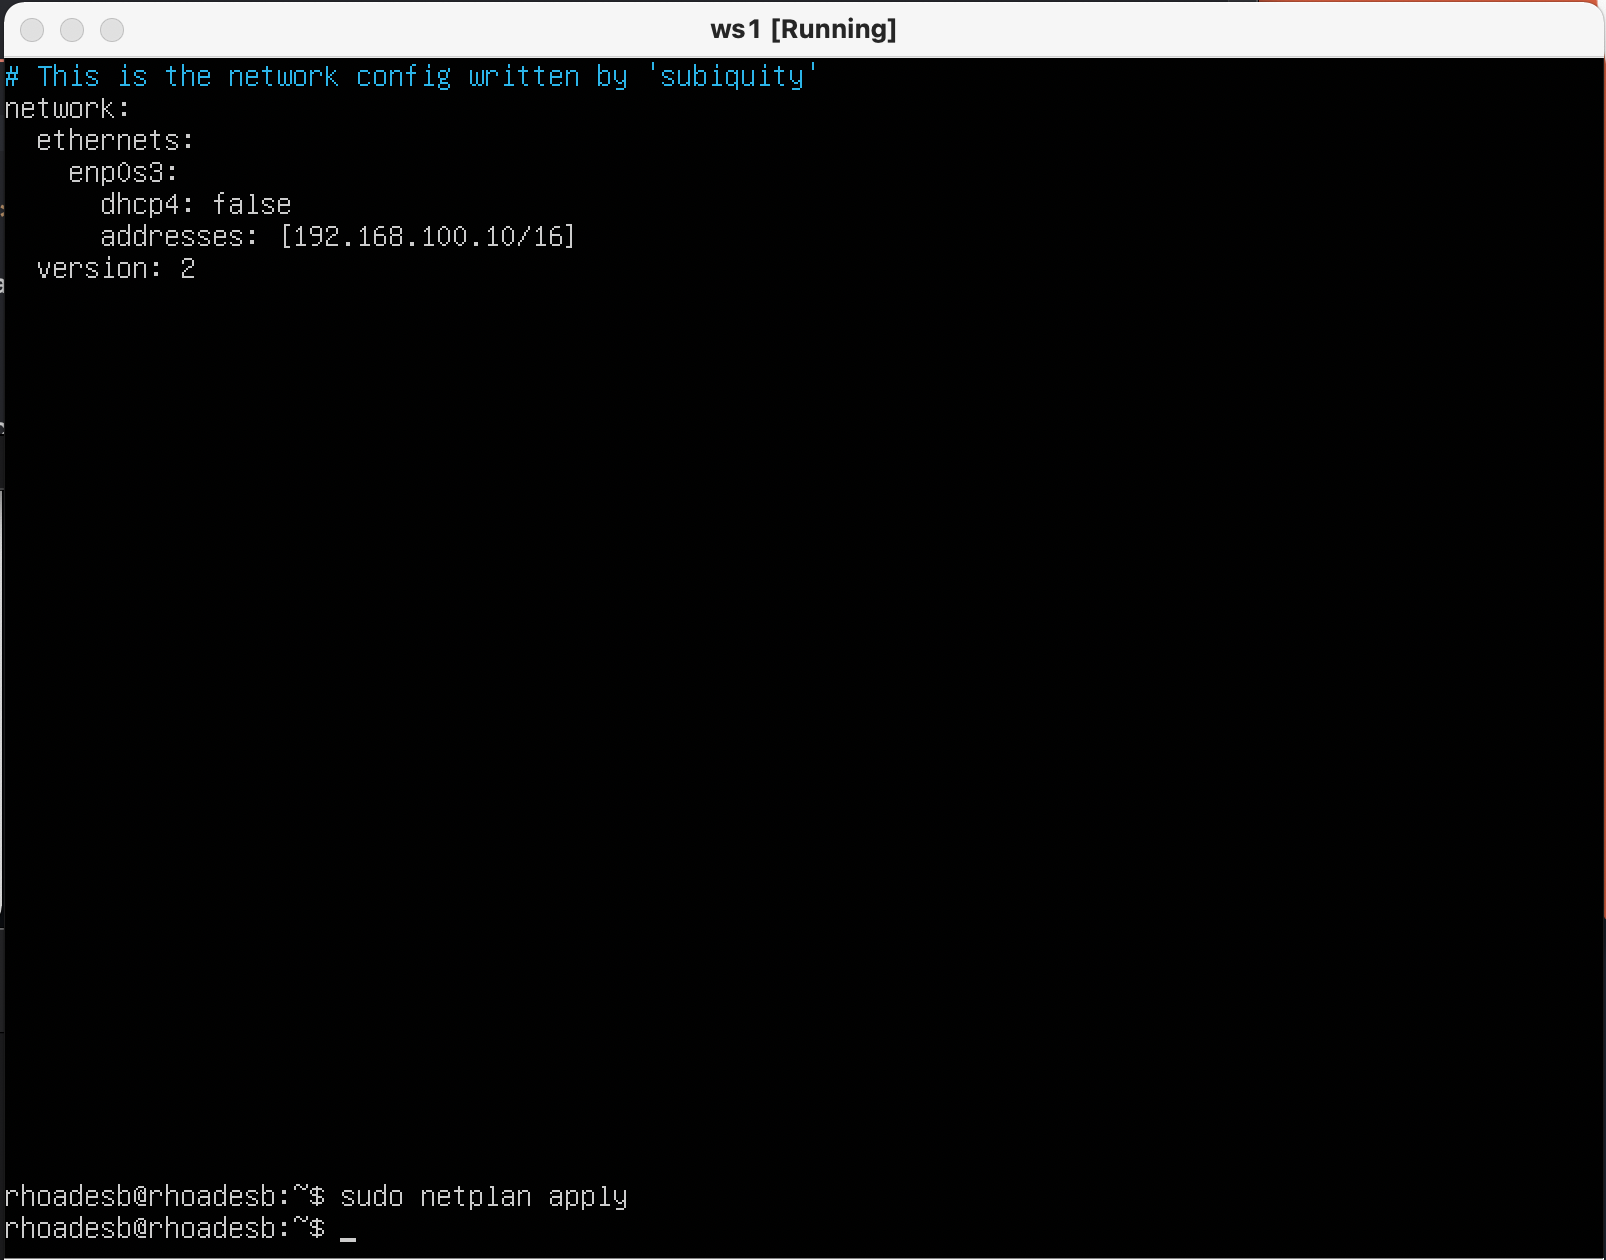 ws1 [Running]
# This is the network config written by 'subiquity'
network:
  ethernets:
    enp0s3:
      dhcp4: false
      addresses: [192.168.100.10/16]
  version: 2
rhoadesb@rhoadesb:~$ sudo netplan apply
rhoadesb@rhoadesb:~$ _